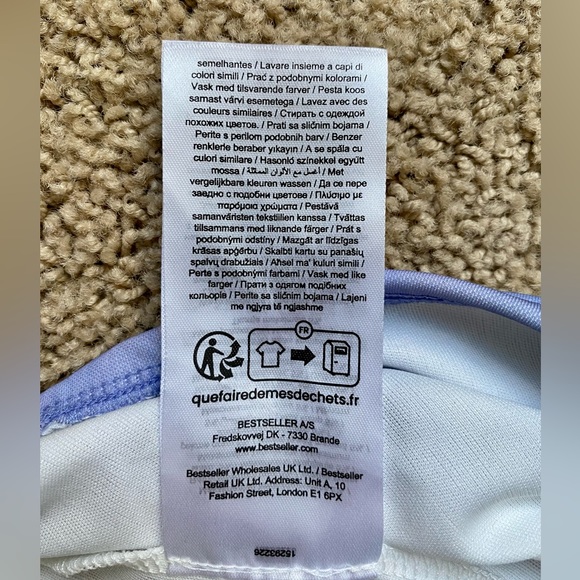 semelhantes / Lavare insieme a capi di
colori simili / Prać z podobnymi kolorami /
Vask med tilsvarende farver / Pesta koos
sarnast värvi esemetega / Lavez avec des
couleurs similaires / Стирать с одеждой
похожих цветов. / Prati sa sličnim bojama /
Perite s perilom podobnih barv / Benzer
renklerle beraber yıkayın / A se spăla cu
culori similare / Hasonló színekkel együtt
mossa / أغسل مع الألوان المماثلة / Met
vergelijkbare kleuren wassen / Да се пере
заедно с подобни цветове / Πλύσιμο με
παρόμοια χρώματα / Pestävä
samanväristen tekstiilien kanssa / Tvättas
tillsammans med liknande färger / Prát s
podobnými odstíny / Mazgāt ar līdzīgas
krāsas apģērbu / Skalbti kartu su panašių
spalvų drabužiais / Aħsel ma' kuluri simili /
Perite s podobnými farbami / Vask med like
farger / Прати з одягом подібних
кольорів / Perite sa sličnim bojama / Lajeni
me ngjyra të ngjashme
FR
quefairedemesdechets.fr
BESTSELLER A/S
Fredskovvej DK - 7330 Brande
www.bestseller.com
Bestseller Wholesales UK Ltd. / Bestseller
Retail UK Ltd. Address: Unit A, 10
Fashion Street, London E1 6PX
15293226